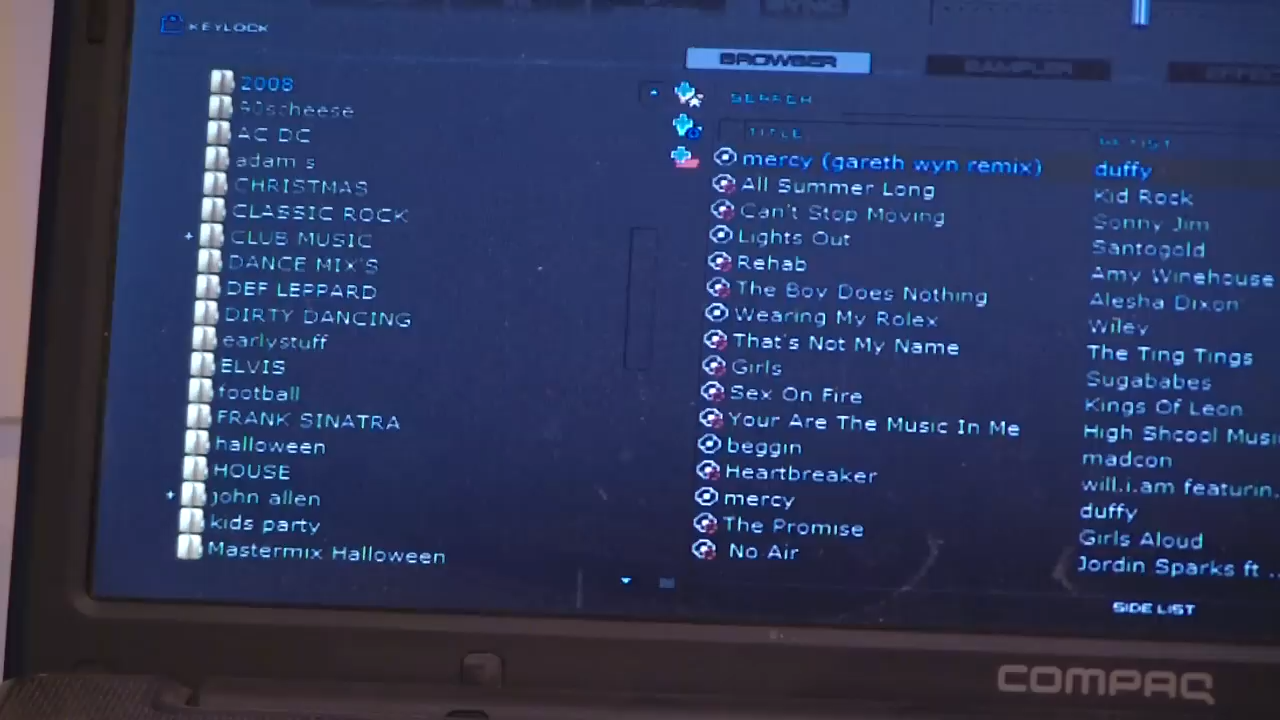 KEYLOCK
SYNC
BROWSER
SAMPLER
2008
90scheese
AC DC
adam s
CHRISTMAS
CLASSIC ROCK
CLUB MUSIC
DANCE MIX'S
DEF LEPPARD
DIRTY DANCING
earlystuff
ELVIS
football
FRANK SINATRA
halloween
HOUSE
john allen
kids party
Mastermix Halloween
SEARCH
TITLE ARTIST
mercy (gareth wyn remix) duffy
All Summer Long Kid Rock
Can't Stop Moving Sonny Jim
Lights Out Santogold
Rehab Amy Winehouse
The Boy Does Nothing Alesha Dixon
Wearing My Rolex Wiley
That's Not My Name The Ting Tings
Girls Sugababes
Sex On Fire Kings Of Leon
Your Are The Music In Me High Shcool Musi
beggin madcon
Heartbreaker will.i.am featurin.
mercy duffy
The Promise Girls Aloud
No Air Jordin Sparks ft .
SIDE LIST
COMPAQ